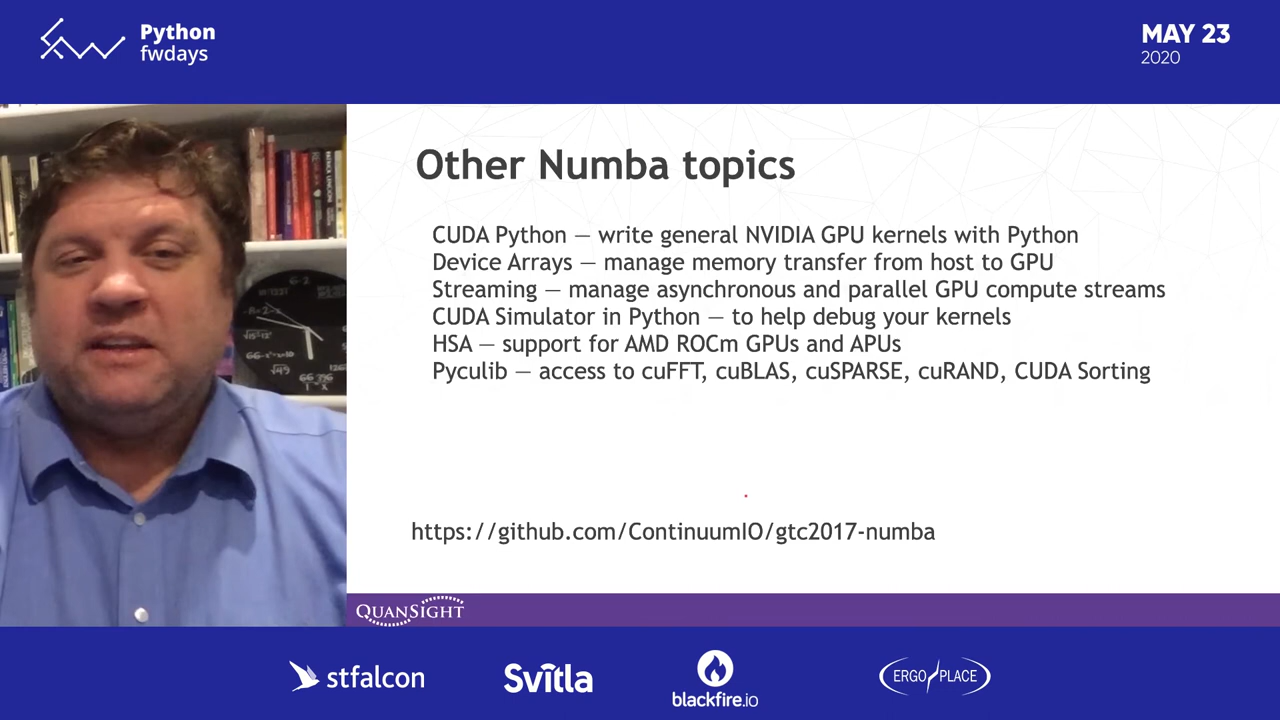 Python
fwdays
MAY 23
2020
Other Numba topics
CUDA Python — write general NVIDIA GPU kernels with Python
Device Arrays — manage memory transfer from host to GPU
Streaming — manage asynchronous and parallel GPU compute streams
CUDA Simulator in Python — to help debug your kernels
HSA — support for AMD ROCm GPUs and APUs
Pyculib — access to cuFFT, cuBLAS, cuSPARSE, cuRAND, CUDA Sorting
https://github.com/ContinuumIO/gtc2017-numba
QUANSIGHT
stfalcon
Svitla
blackfire.io
ERGO PLACE